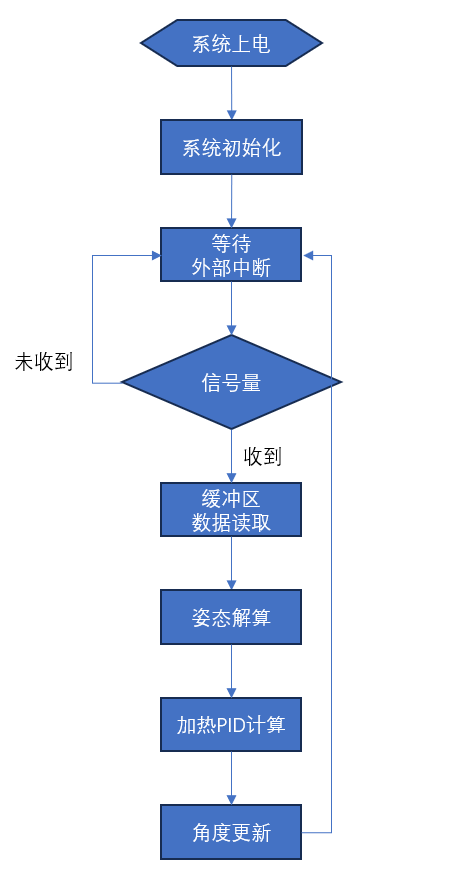 系统上电
系统初始化
等待
外部中断
未收到
信号量
收到
缓冲区
数据读取
姿态解算
加热PID计算
角度更新